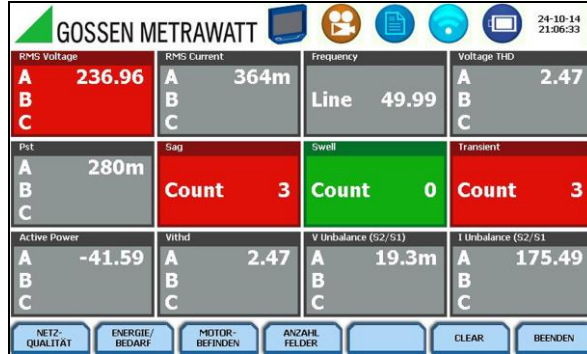 GOSSEN METRAWATT
24-10-14
21:06:33
RMS Voltage
A 236.96
B
C
RMS Current
A 364m
B
C
Frequency
Line 49.99
Voltage THD
A 2.47
B
C
Pst
A 280m
B
C
Sag
Count 3
Swell
Count 0
Transient
Count 3
Active Power
A -41.59
B
C
Vithd
A 2.47
B
C
V Unbalance (S2/S1)
A 19.3m
B
C
I Unbalance (S2/S1
A 175.49
B
C
NETZ-
QUALITÄT
ENERGIE/
BEDARF
MOTOR-
BEFINDEN
ANZAHL
FELDER
CLEAR
BEENDEN